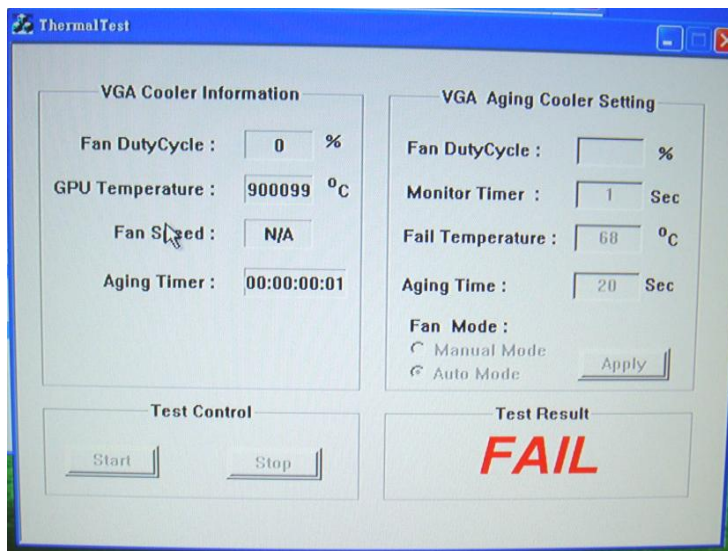 ThermalTest
VGA Cooler Information
Fan DutyCycle : 0 %
GPU Temperature : 900099 °C
Fan Speed : N/A
Aging Timer : 00:00:00:01
VGA Aging Cooler Setting
Fan DutyCycle : %
Monitor Timer : 1 Sec
Fail Temperature : 68 °C
Aging Time : 20 Sec
Fan Mode :
Manual Mode
Auto Mode
Apply
Test Control
Start Stop
Test Result
FAIL